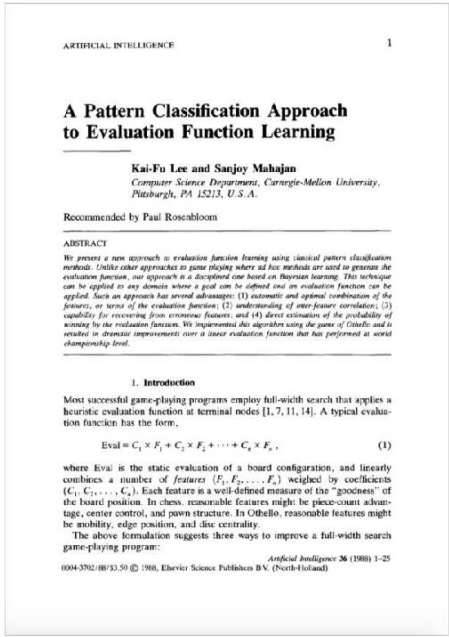 ARTIFICIAL INTELLIGENCE
1
A Pattern Classification Approach
to Evaluation Function Learning
Kai-Fu Lee and Sanjoy Mahajan
Computer Science Department, Carnegie-Mellon University,
Pittsburgh, PA 15213, U.S.A.
Recommended by Paul Rosenbloom
ABSTRACT
We present a new approach to evaluation function learning using classical pattern classification
methods. Unlike other approaches to game playing where ad hoc methods are used to generate the
evaluation function, our approach is a disciplined one based on Bayesian learning. This technique
can be applied to any domain where a goal can be defined and an evaluation function can be
applied. Such an approach has several advantages: (1) automatic and optimal combination of the
features, or terms of the evaluation function; (2) understanding of inter-feature correlation; (3)
capability for recovering from erroneous features; and (4) direct estimation of the probability of
winning by the evaluation function. We implemented this algorithm using the game of Othello and it
resulted in dramatic improvements over a linear evaluation function that has performed at world
championship level.
1. Introduction
Most successful game-playing programs employ full-width search that applies a
heuristic evaluation function at terminal nodes [1, 7, 11, 14]. A typical evalua-
tion function has the form,
Eval = C₁ × F₁ + C₂ × F₂ + ··· + Cₙ × Fₙ , (1)
where Eval is the static evaluation of a board configuration, and linearly
combines a number of features (F₁, F₂, . . . , Fₙ) weighed by coefficients
(C₁, C₂, . . . , Cₙ). Each feature is a well-defined measure of the "goodness" of
the board position. In chess, reasonable features might be piece-count advan-
tage, center control, and pawn structure. In Othello, reasonable features might
be mobility, edge position, and disc centrality.
The above formulation suggests three ways to improve a full-width search
game-playing program:
Artificial Intelligence 36 (1988) 1–25
0004-3702/88/$3.50 © 1988, Elsevier Science Publishers B.V. (North-Holland)